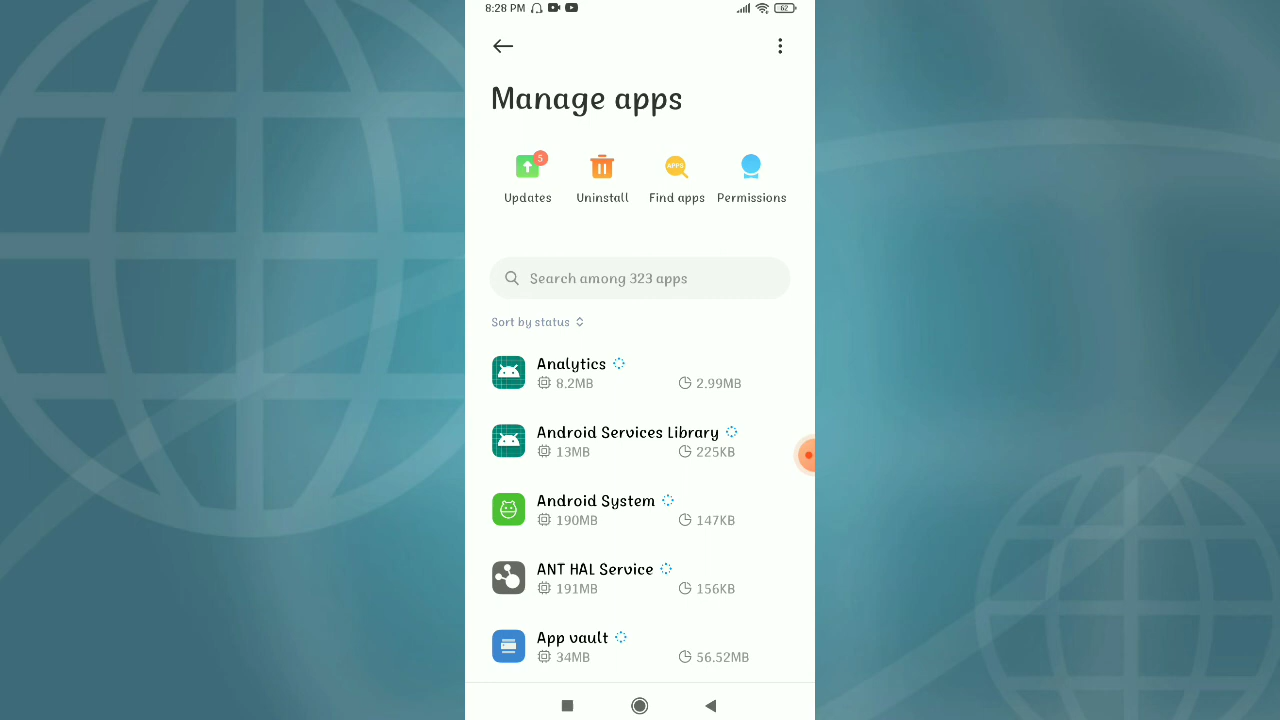 8:28 PM 62
Manage apps
5
APPS
Updates Uninstall Find apps Permissions
Search among 323 apps
Sort by status
Analytics
8.2MB 2.99MB
Android Services Library
13MB 225KB
Android System
190MB 147KB
ANT HAL Service
191MB 156KB
App vault
34MB 56.52MB